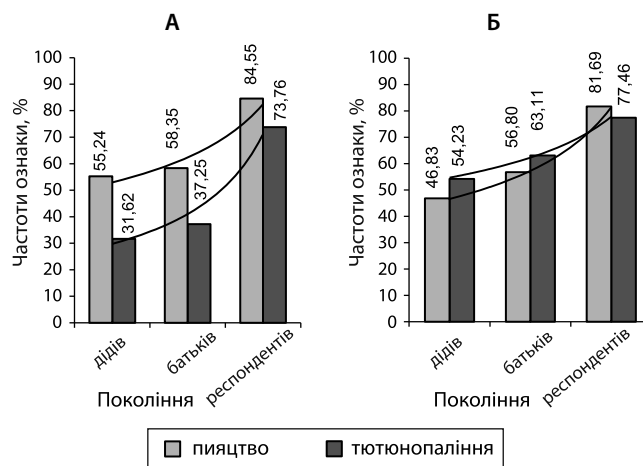 А
Частоти ознаки, %
100
90
80
70
60
50
40
30
20
10
0
55,24
31,62
58,35
37,25
84,55
73,76
дідів
батьків
респондентів
Покоління
Б
Частоти ознаки, %
100
90
80
70
60
50
40
30
20
10
0
46,83
54,23
56,80
63,11
81,69
77,46
дідів
батьків
респондентів
Покоління
пияцтво
тютюнопаління